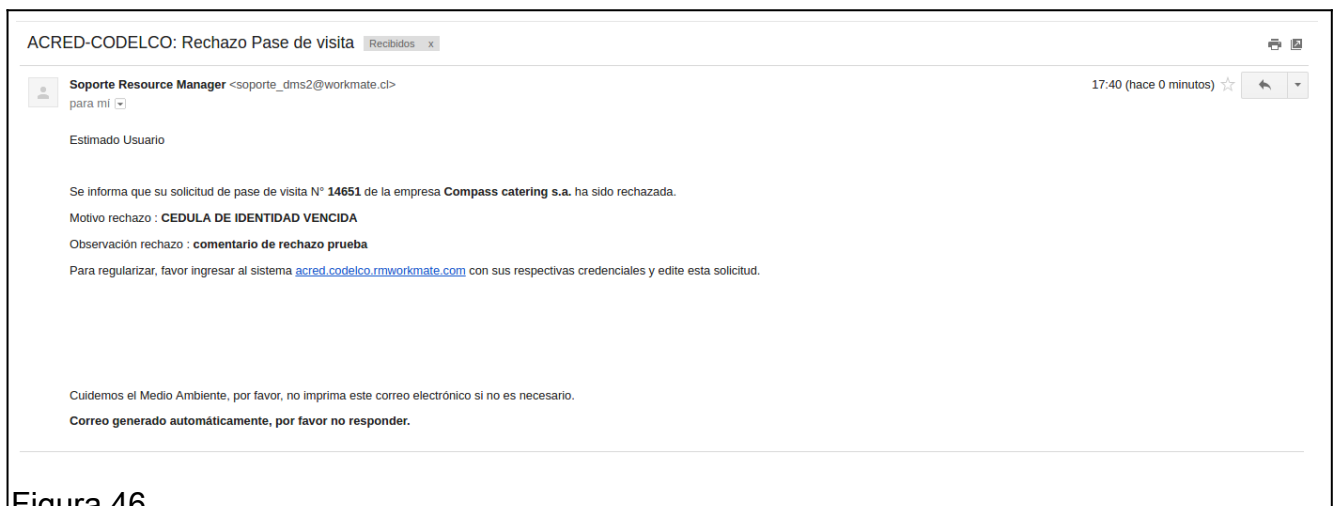 ACRED-CODELCO: Rechazo Pase de visita Recibidos x
Soporte Resource Manager <soporte_dms2@workmate.cl> 17:40 (hace 0 minutos)
para mí
Estimado Usuario
Se informa que su solicitud de pase de visita N° 14651 de la empresa Compass catering s.a. ha sido rechazada.
Motivo rechazo : CEDULA DE IDENTIDAD VENCIDA
Observación rechazo : comentario de rechazo prueba
Para regularizar, favor ingresar al sistema acred.codelco.rmworkmate.com con sus respectivas credenciales y edite esta solicitud.
Cuidemos el Medio Ambiente, por favor, no imprima este correo electrónico si no es necesario.
Correo generado automáticamente, por favor no responder.
Figura 46